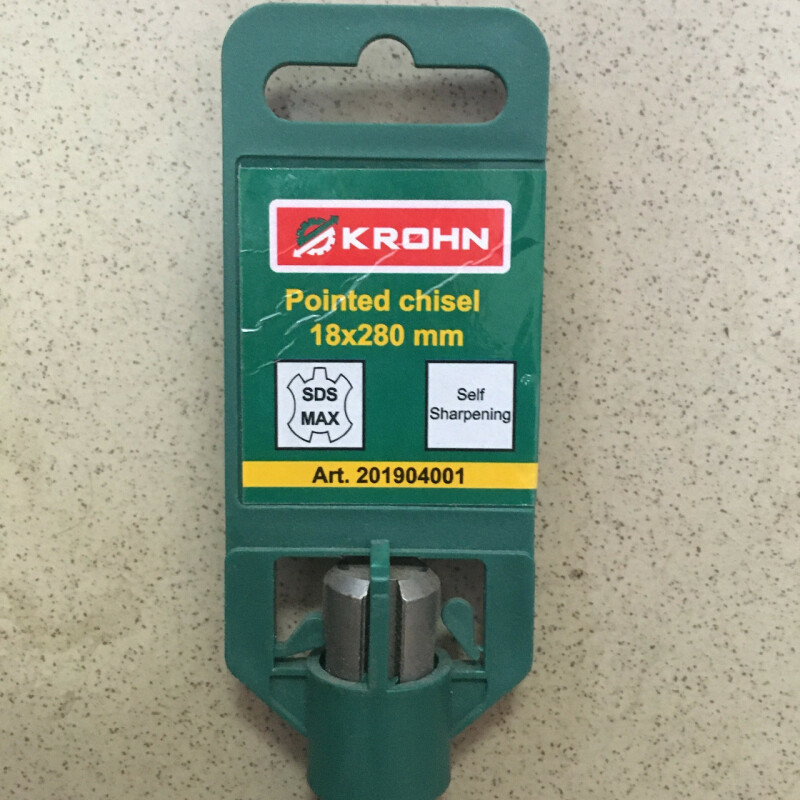 KROHN
Pointed chisel
18x280 mm
SDS
MAX
Self
Sharpening
Art. 201904001